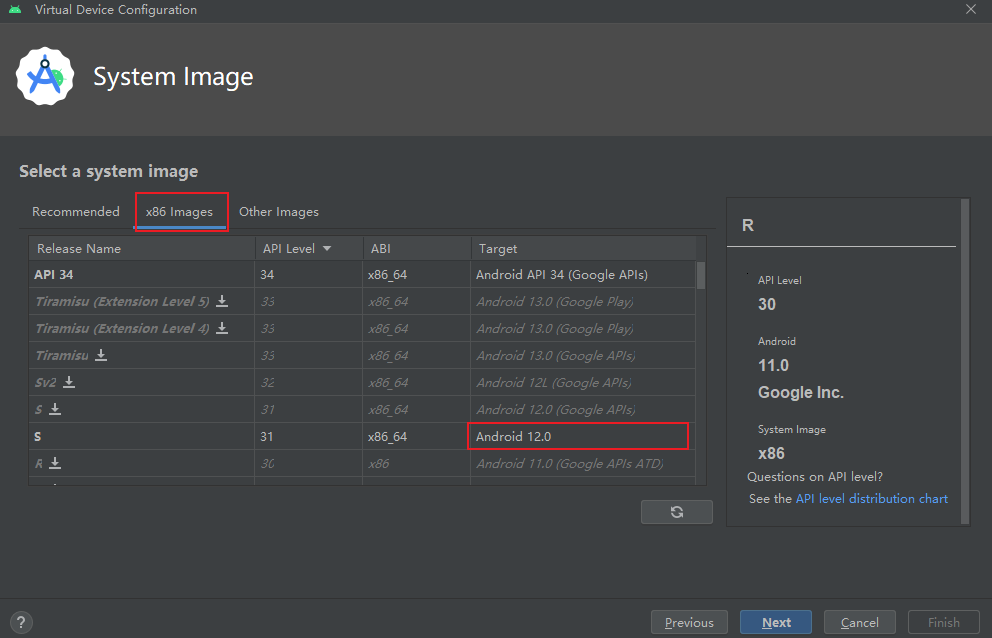 Virtual Device Configuration
System Image
Select a system image
Recommended x86 Images Other Images
Release Name API Level ABI Target
API 34 34 x86_64 Android API 34 (Google APIs)
Tiramisu (Extension Level 5) 33 x86_64 Android 13.0 (Google Play)
Tiramisu (Extension Level 4) 33 x86_64 Android 13.0 (Google Play)
Tiramisu 33 x86_64 Android 13.0 (Google APIs)
Sv2 32 x86_64 Android 12L (Google APIs)
S 31 x86_64 Android 12.0 (Google APIs)
S 31 x86_64 Android 12.0
R 30 x86 Android 11.0 (Google APIs ATD)
R
API Level
30
Android
11.0
Google Inc.
System Image
x86
Questions on API level?
See the API level distribution chart
? Previous Next Cancel Finish